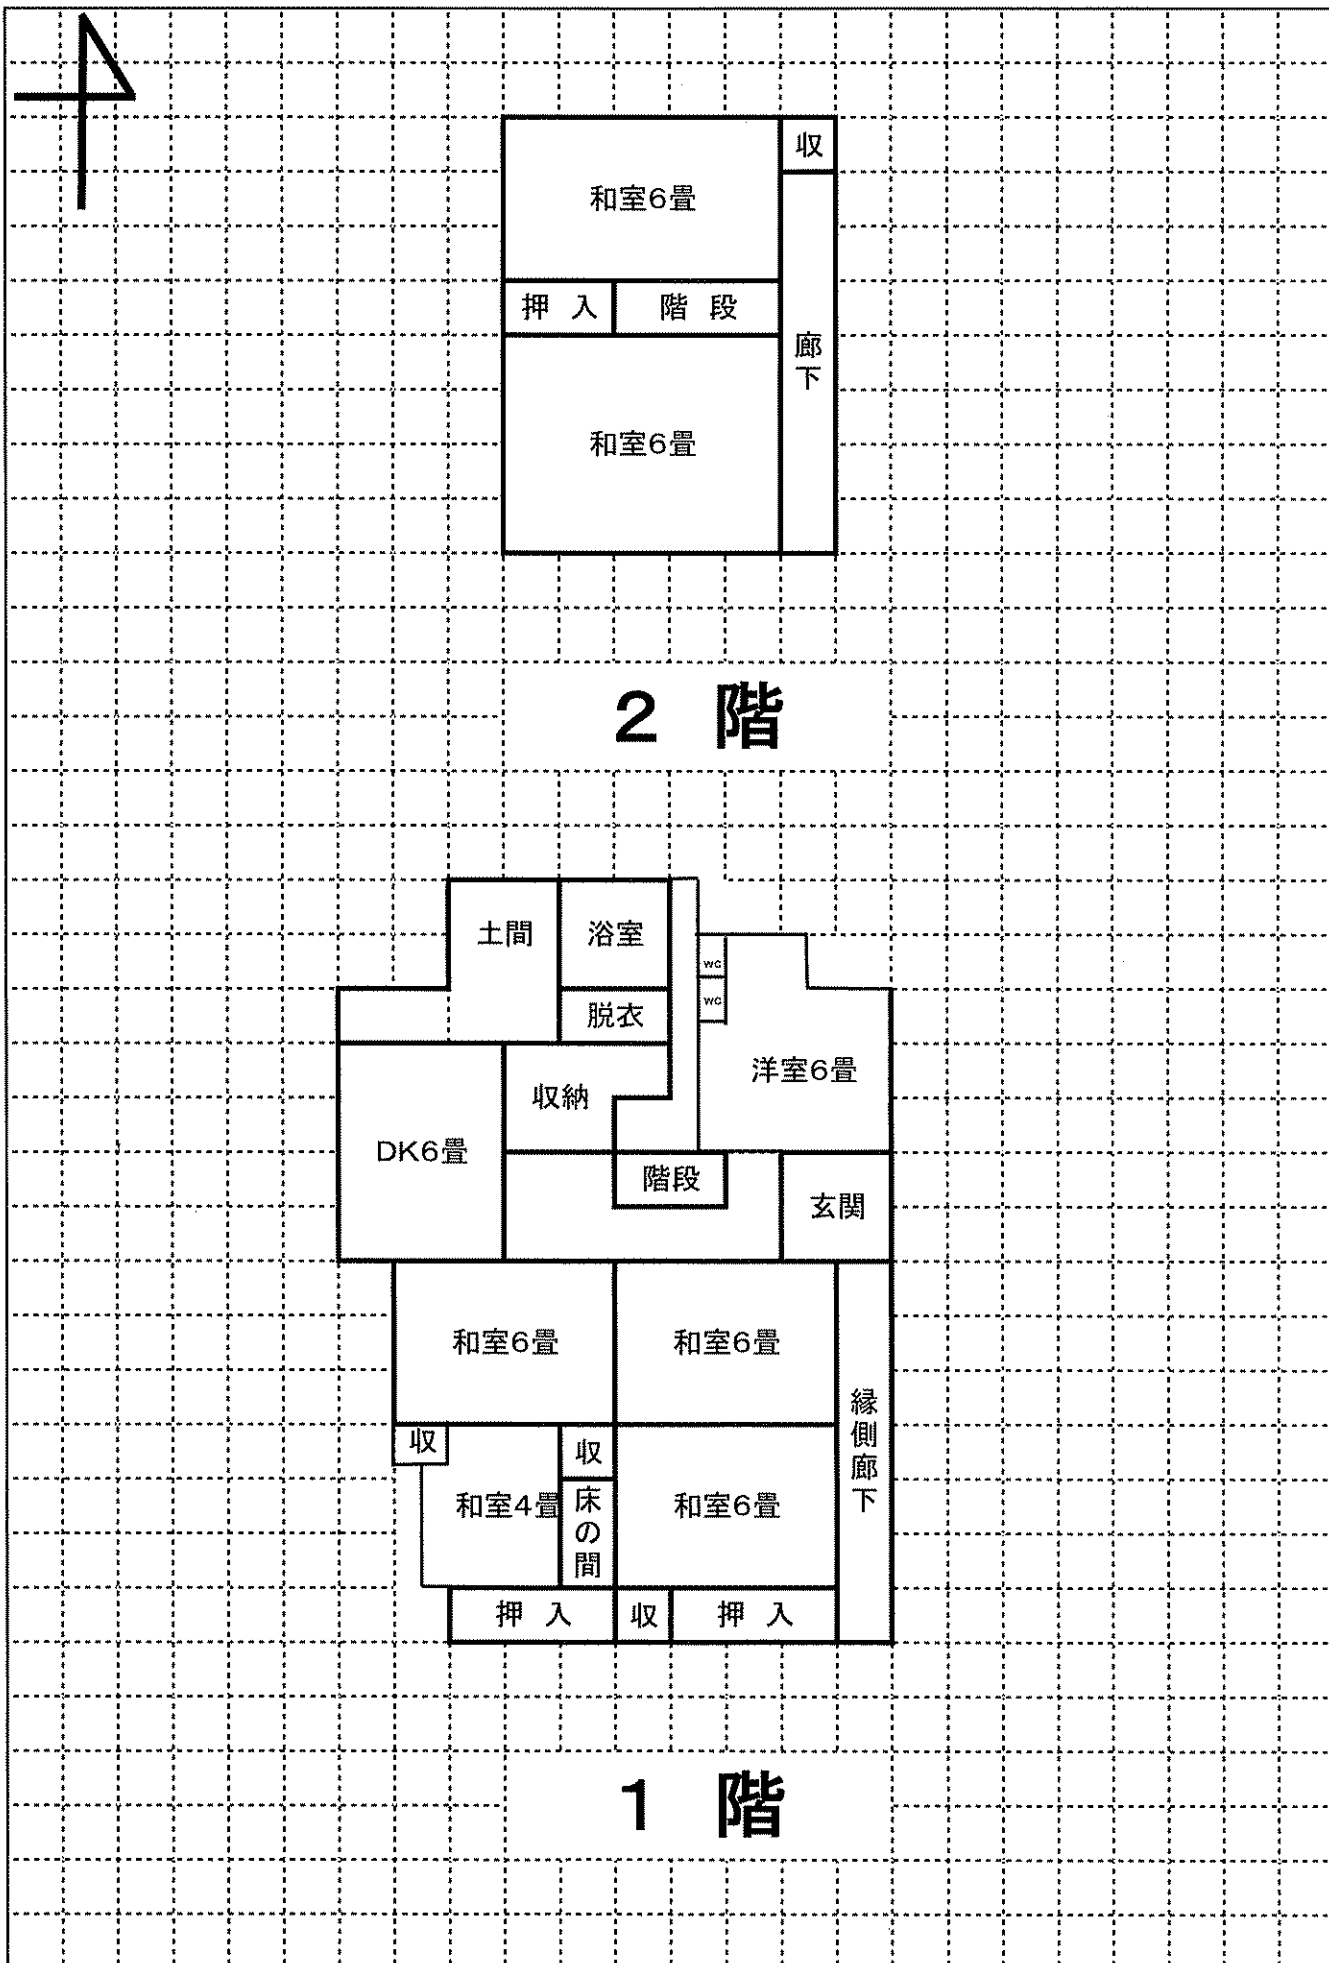 収
和室6畳
押 入
階 段
廊下
和室6畳
2 階
土間
浴室
wc
wc
脱衣
洋室6畳
収納
DK6畳
階段
玄関
和室6畳
和室6畳
縁側廊下
収
収
和室4畳
床の間
和室6畳
押 入
収
押 入
1 階